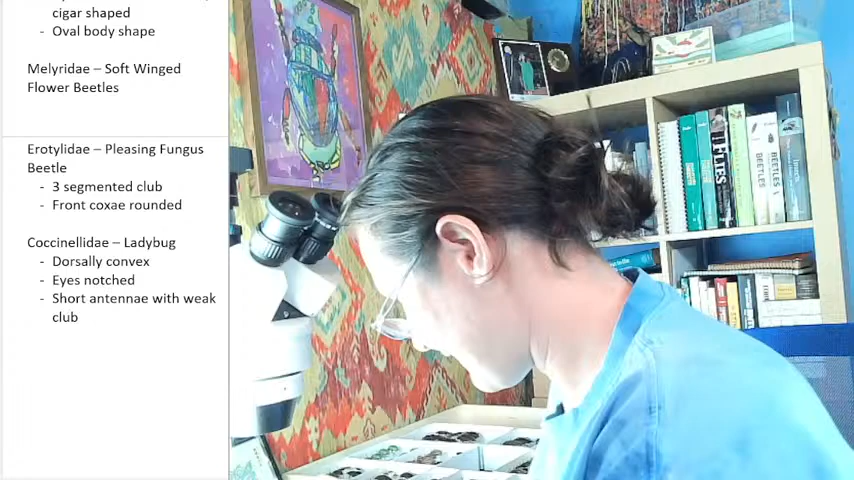 cigar shaped
- Oval body shape
Melyridae – Soft Winged
Flower Beetles
Erotylidae – Pleasing Fungus
Beetle
- 3 segmented club
- Front coxae rounded
Coccinellidae – Ladybug
- Dorsally convex
- Eyes notched
- Short antennae with weak
club
FLIES
BEETLES
BEETLES